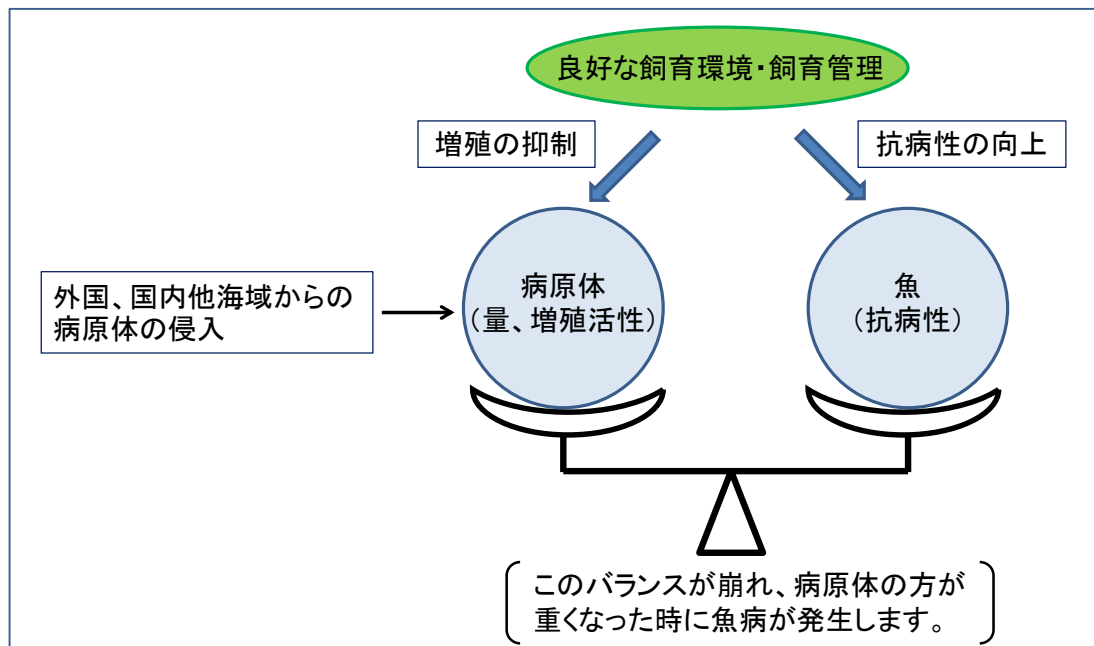 良好な飼育環境・飼育管理
増殖の抑制
抗病性の向上
外国、国内他海域からの
病原体の侵入
病原体
（量、増殖活性）
魚
（抗病性）
このバランスが崩れ、病原体の方が
重くなった時に魚病が発生します。